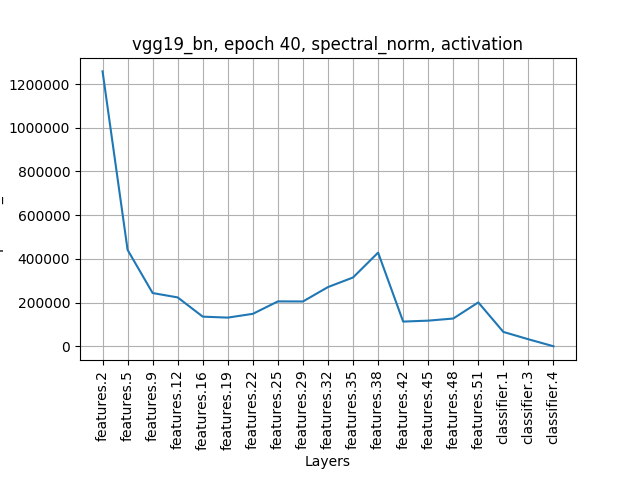 vgg19_bn, epoch 40, spectral_norm, activation
1200000
1000000
800000
600000
400000
200000
0
features.2
features.5
features.9
features.12
features.16
features.19
features.22
features.25
features.29
features.32
features.35
features.38
features.42
features.45
features.48
features.51
classifier.1
classifier.3
classifier.4
Layers